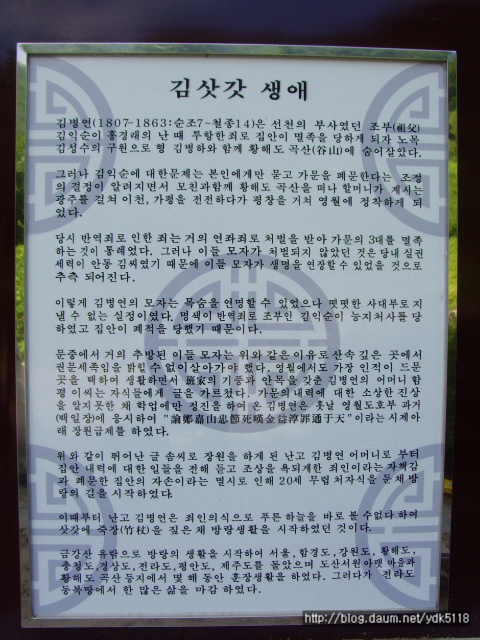 김삿갓 생애
김병연(1807-1863:순조7-철종14)은 선천의 부사였던 조부(祖父)
김익순이 홍경래의 난 때 투항한죄로 집안이 멸족을 당하게 되자 노목
김성수의 구원으로 형 김병하와 함께 황해도 곡산(谷山)에 숨어살았다.
그러나 김익순에 대한문제는 본인에게만 묻고 가문을 폐문한다는 조정
의 결정이 알려지면서 모친과함께 황해도 곡산을 떠나 할머니가 계시는
광주를 걸쳐 이천, 가평을 전전하다가 평창을 거쳐 영월에 정착하게 되
었다.
당시 반역죄로 인한 죄는 거의 연좌죄로 처벌을 받아 가문의 3대를 멸족
하는 것이 통례였다. 그러나 이들 모자가 처벌되지 않았던 것은 당내 실권
세력이 안동 김씨였기 때문에 이들 모자가 생명을 연장할 수 있었을 것으로
추측 되어진다.
이렇게 김병연의 모자는 목숨을 연명할 수 있었으나 떳떳한 사대부로 지
낼 수 없는 실정이였다. 명색이 반역죄로 조부인 김익순이 능지처사를 당
하였고 집안이 폐적을 당했기 때문이다.
문중에서 거의 추방된 이들 모자는 위와 같은 이유로 산속 깊은 곳에서
권문세족임을 밝힐 수 없이살아가야 했다. 영월에서도 가장 인적이 드문
곳을 택하여 생활하면서 班家의 기풍과 안목을 갖춘 김병연의 어머니 함
평 이씨는 자식들에게 글을 가르쳤다. 가문의 내력에 대한 소상한 진상
을 알지못한 채 학업에만 정진을 하여 온 김병연은 훗날 영월도호부 과거
(백일장)에 응시하여 "論鄭嘉山忠節死嘆金益淳罪通于天"이라는시제아
래 장원급제를 하였다.
위와 같이 뛰어난 글 솜씨로 장원을 하게 된 난고 김병연 어머니로 부터
집안 내력에 대한 일들을 전해 듣고 조상을 욕되게한 죄인이라는 자책감
과 폐문한 집안의 자손이라는 멸시로 인해 20세 무렵 처자식을 둔채 방
랑의 길을 시작하였다.
이때부터 난고 김병연은 죄인의식으로 푸른 하늘을 바로 볼 수없다 하여
삿갓에 죽장(竹杖)을 짚은 채 방랑생활을 시작하였던 것이다.
금강산 유람으로 방랑의 생활을 시작하여 서울, 함경도, 강원도, 황해도,
충청도, 경상도, 전라도, 평안도, 제주도를 돌았으며 도산서원아랫 마을과
황해도 곡산 등지에서 몇 해 동안 훈장생활을 하였다. 그러다가 전라도
동복땅에서 한 많은 삶을 마감 하였다.
http://blog.daum.net/ydk5118